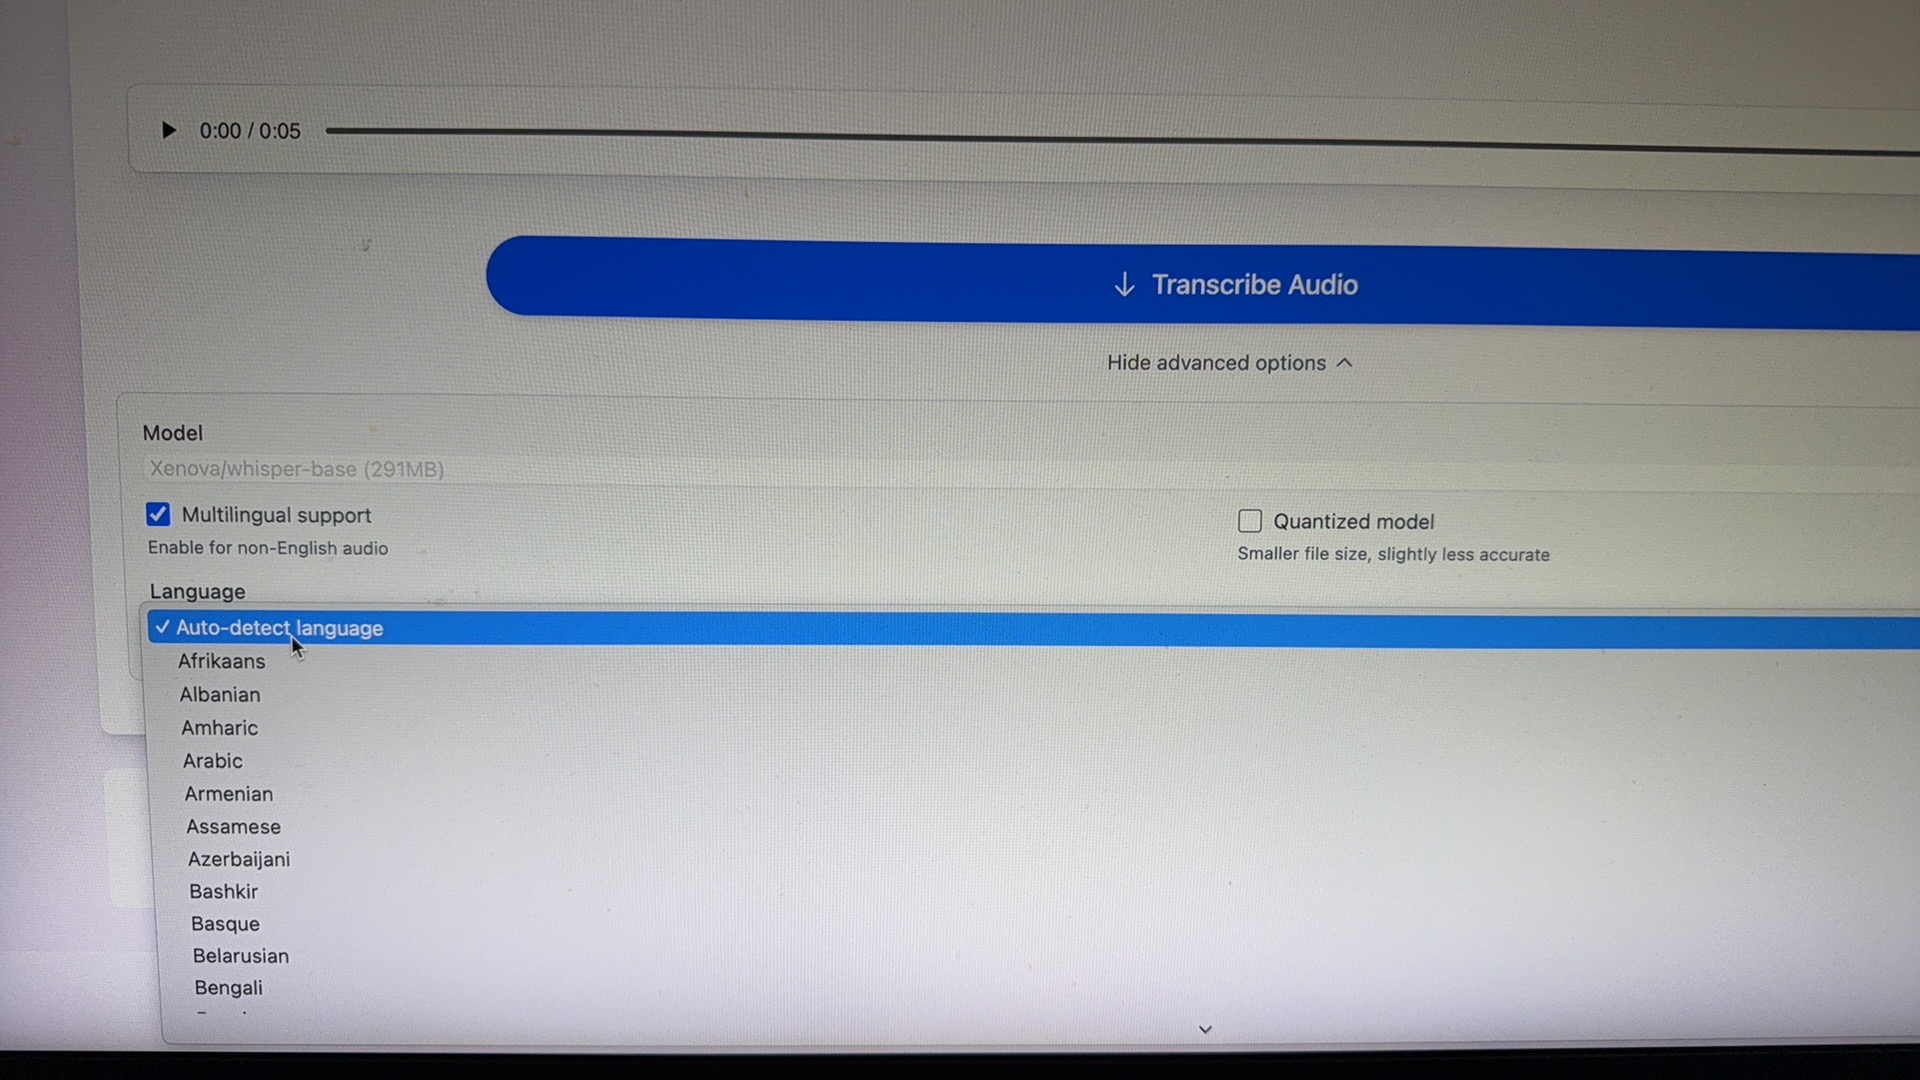 0:00 / 0:05
Transcribe Audio
Hide advanced options
Model
Xenova/whisper-base (291MB)
Multilingual support
Enable for non-English audio
Quantized model
Smaller file size, slightly less accurate
Language
✓ Auto-detect language
Afrikaans
Albanian
Amharic
Arabic
Armenian
Assamese
Azerbaijani
Bashkir
Basque
Belarusian
Bengali